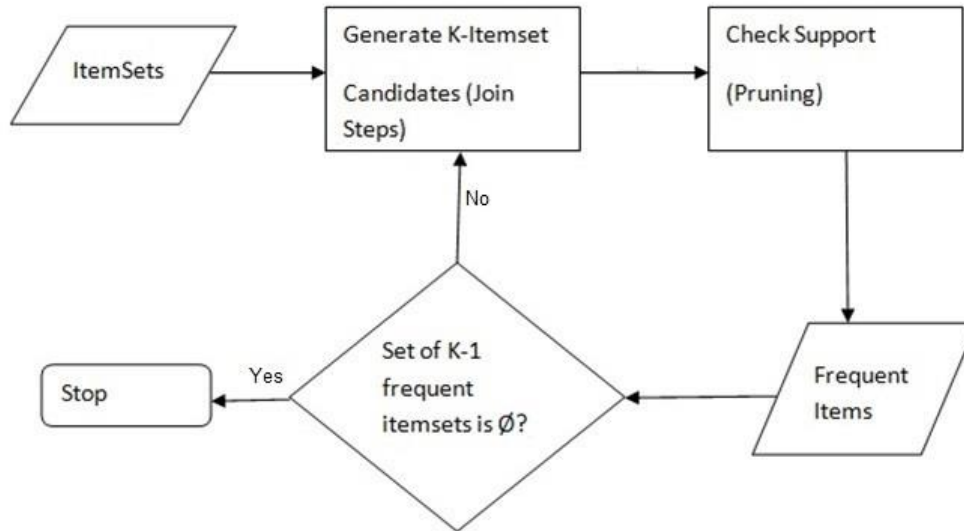 ItemSets
Generate K-Itemset
Candidates (Join
Steps)
Check Support
(Pruning)
No
Set of K-1
frequent
itemsets is Ø?
Yes
Stop
Frequent
Items